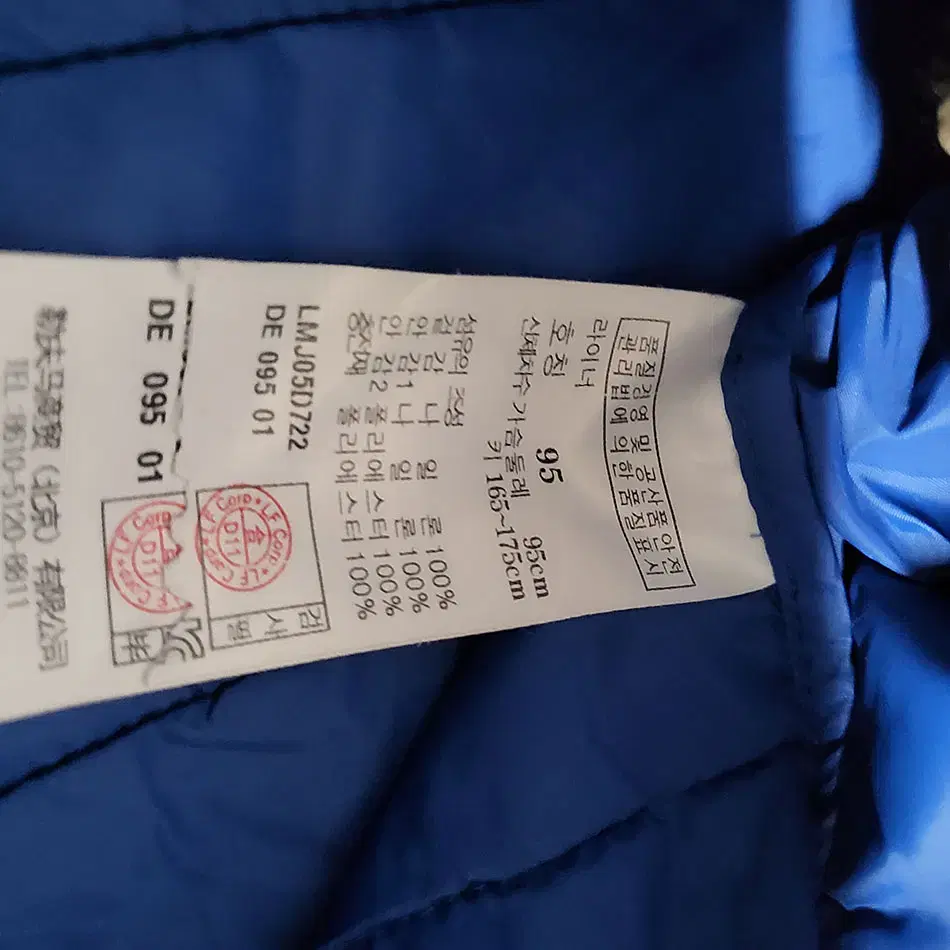 품질경영 및 공산품안전
관리법에 의한 품질표시
라이너
호칭 95
신체치수 가슴둘레 95cm
키 165~175cm
섬유의 조성
겉감 나일론 100%
안감1 나일론 100%
안감2 폴리에스터 100%
충전재 폴리에스터 100%
LMJ05D722
DE 095 01
검사필
LF Corp. LF Corp.
D11
DE 095 01
Corp.
D11
TEL 8610-5120-8611